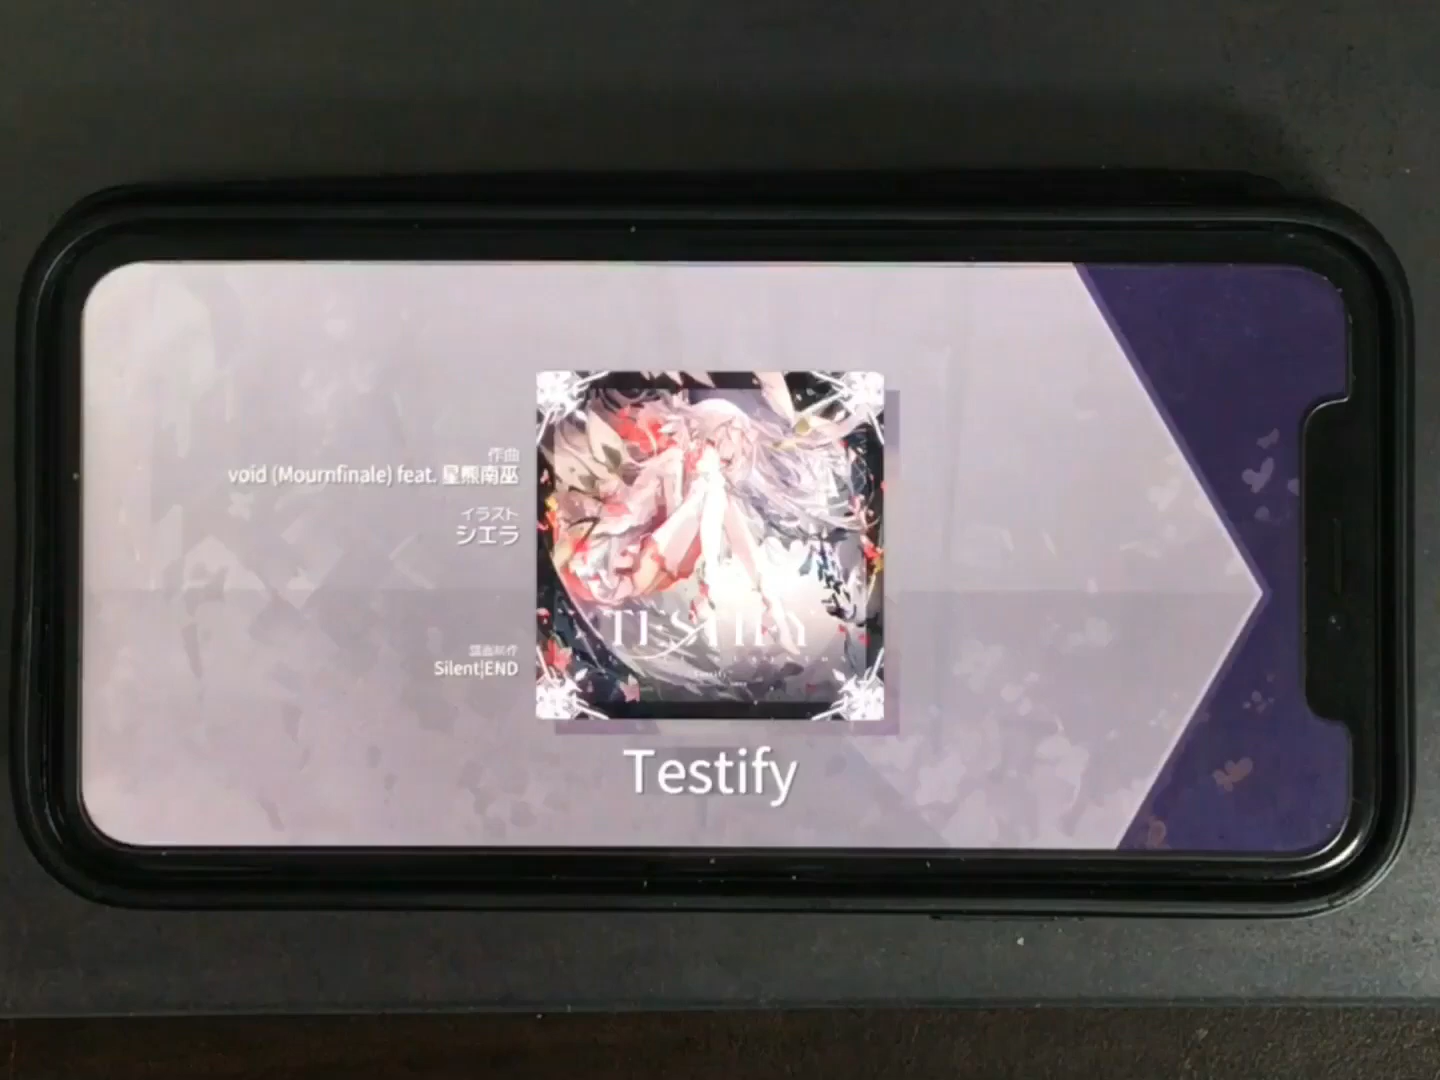 作曲
void (Mournfinale) feat. 星熊南巫
イラスト
シエラ
譜面制作
Silent¦END
TESTIFY
Testify